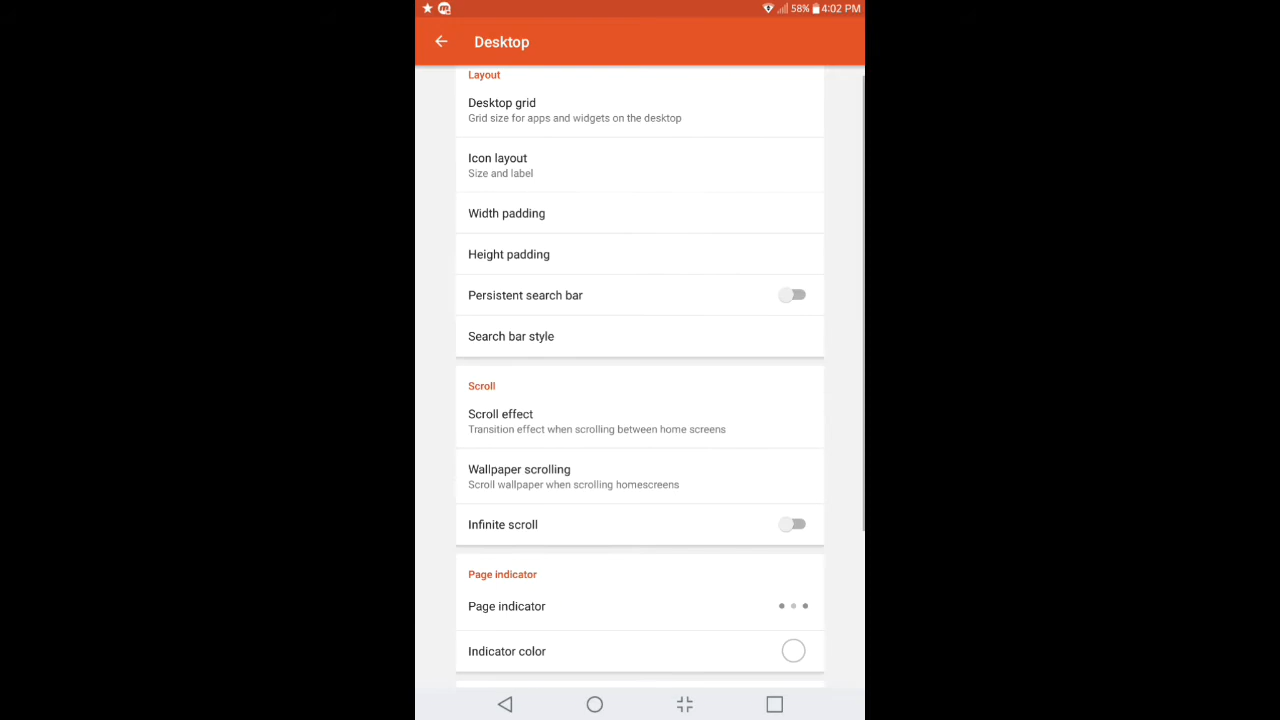 58% 4:02 PM
Desktop
Layout
Desktop grid
Grid size for apps and widgets on the desktop
Icon layout
Size and label
Width padding
Height padding
Persistent search bar
Search bar style
Scroll
Scroll effect
Transition effect when scrolling between home screens
Wallpaper scrolling
Scroll wallpaper when scrolling homescreens
Infinite scroll
Page indicator
Page indicator
Indicator color